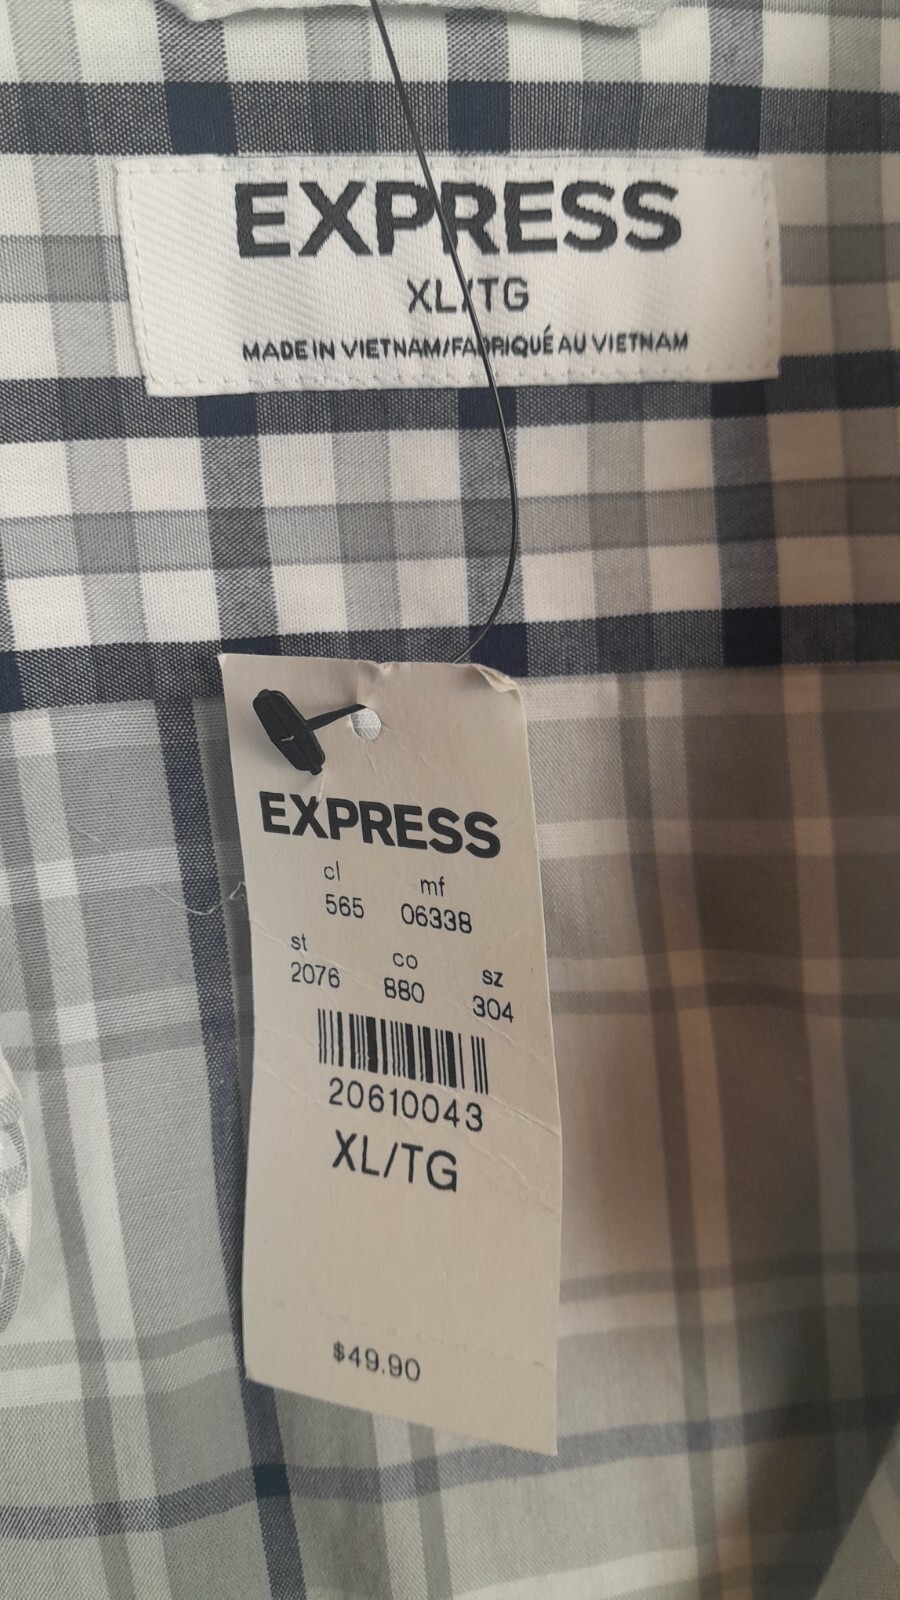 EXPRESS
XL/TG
MADE IN VIETNAM/FABRIQUÉ AU VIETNAM
EXPRESS
cl mf
565 06338
st co sz
2076 880 304
20610043
XL/TG
$49.90